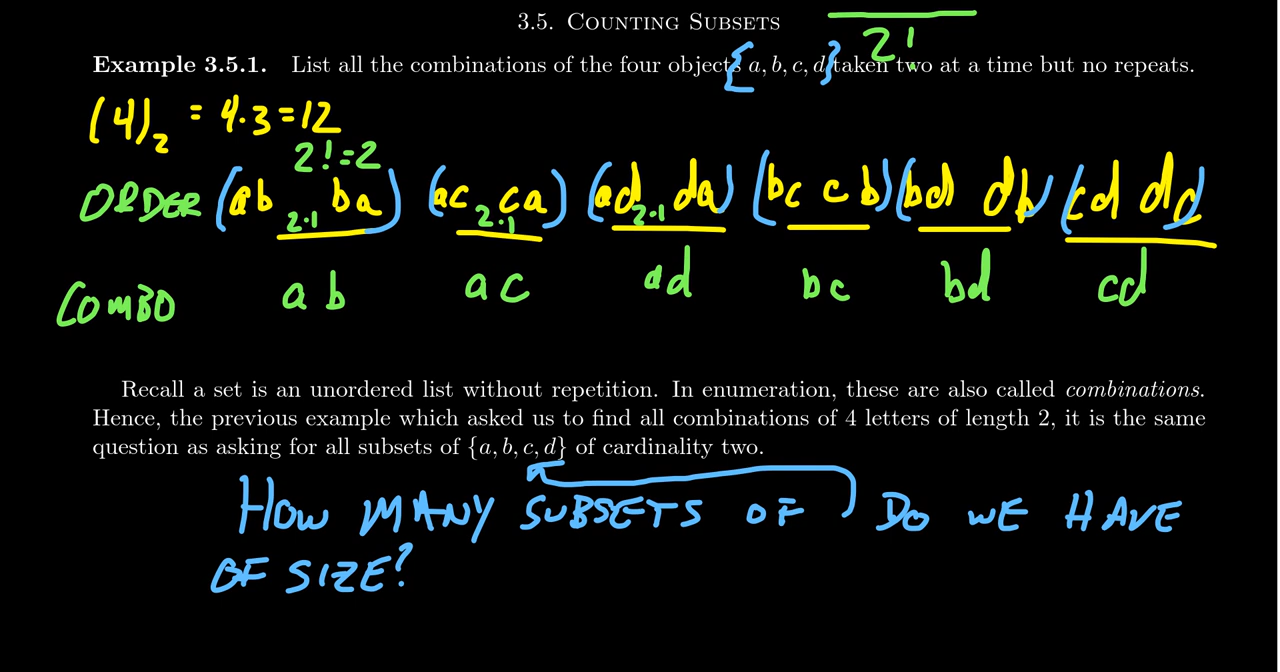 3.5. COUNTING SUBSETS
2!
Example 3.5.1. List all the combinations of the four objects {a, b, c, d} taken two at a time but no repeats.
(4)₂ = 4·3 = 12
2! = 2
ORDER (ab ba) (ac ca) (ad da) (bc cb) (bd db) (cd dd)
2·1 2·1 2·1
COMBO ab ac ad bc bd cd
Recall a set is an unordered list without repetition. In enumeration, these are also called combinations.
Hence, the previous example which asked us to find all combinations of 4 letters of length 2, it is the same
question as asking for all subsets of {a, b, c, d} of cardinality two.
HOW MANY SUBSETS OF DO WE HAVE
OF SIZE?